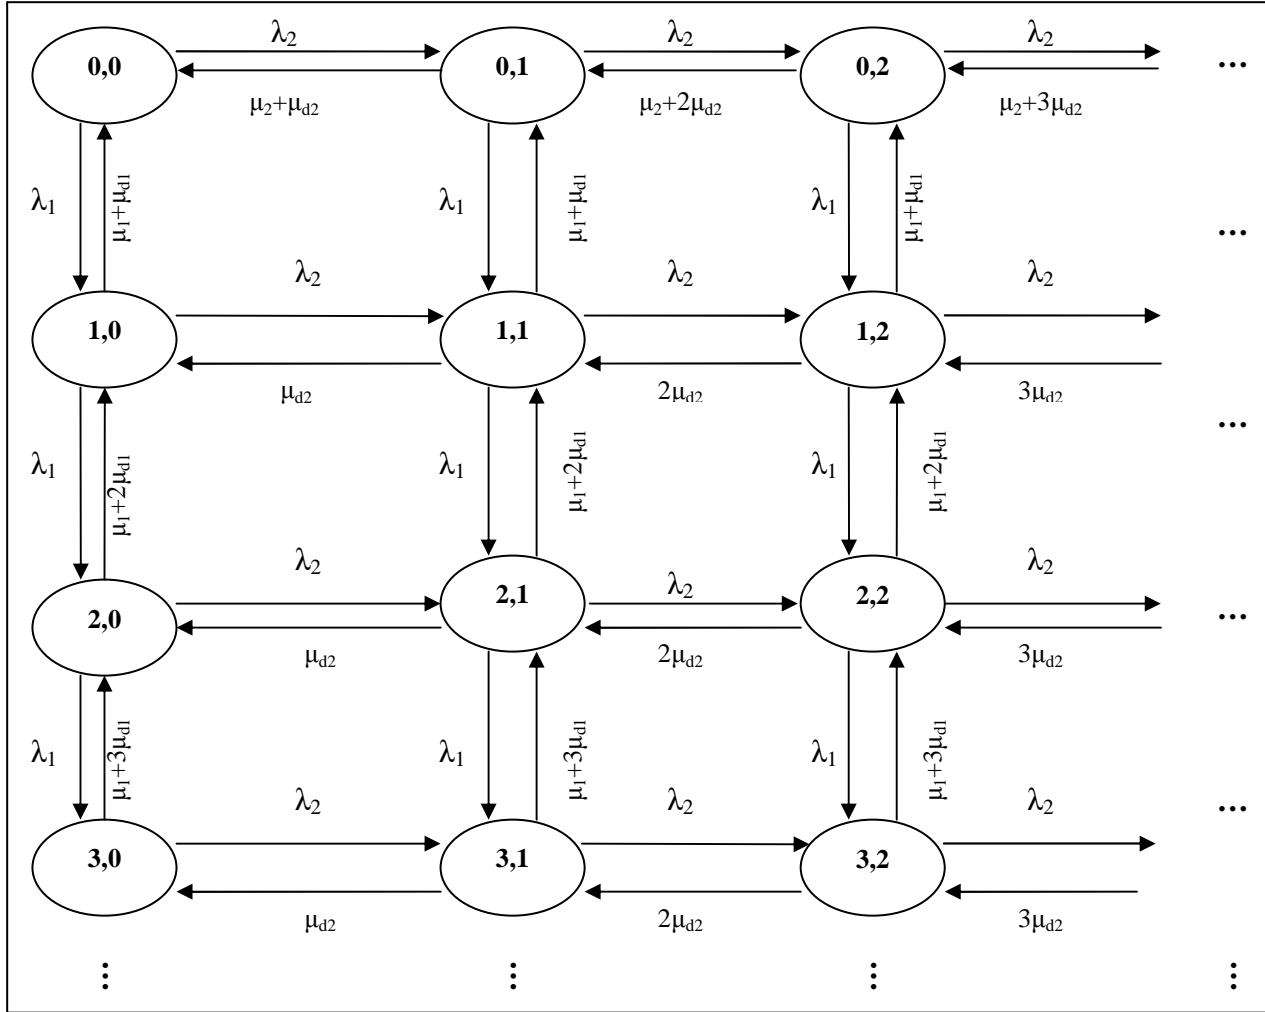 λ2 λ2 λ2
0,0 0,1 0,2 ...
μ2+μd2 μ2+2μd2 μ2+3μd2
λ1 μ1+μd1 λ1 μ1+μd1 λ1 μ1+μd1
...
λ2 λ2 λ2
1,0 1,1 1,2
μd2 2μd2 3μd2
...
λ1 μ1+2μd1 λ1 μ1+2μd1 λ1 μ1+2μd1
λ2 λ2 λ2
2,0 2,1 2,2 ...
μd2 2μd2 3μd2
λ1 μ1+3μd1 λ1 μ1+3μd1 λ1 μ1+3μd1
λ2 λ2 λ2 ...
3,0 3,1 3,2
μd2 2μd2 3μd2
⋮ ⋮ ⋮ ⋮